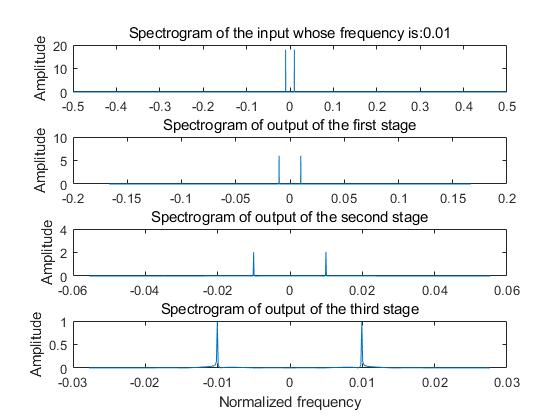 Spectrogram of the input whose frequency is:0.01
Amplitude
20
10
0
-0.5 -0.4 -0.3 -0.2 -0.1 0 0.1 0.2 0.3 0.4 0.5
Spectrogram of output of the first stage
Amplitude
10
5
0
-0.2 -0.15 -0.1 -0.05 0 0.05 0.1 0.15 0.2
Spectrogram of output of the second stage
Amplitude
4
2
0
-0.06 -0.04 -0.02 0 0.02 0.04 0.06
Spectrogram of output of the third stage
Amplitude
1
0.5
0
-0.03 -0.02 -0.01 0 0.01 0.02 0.03
Normalized frequency